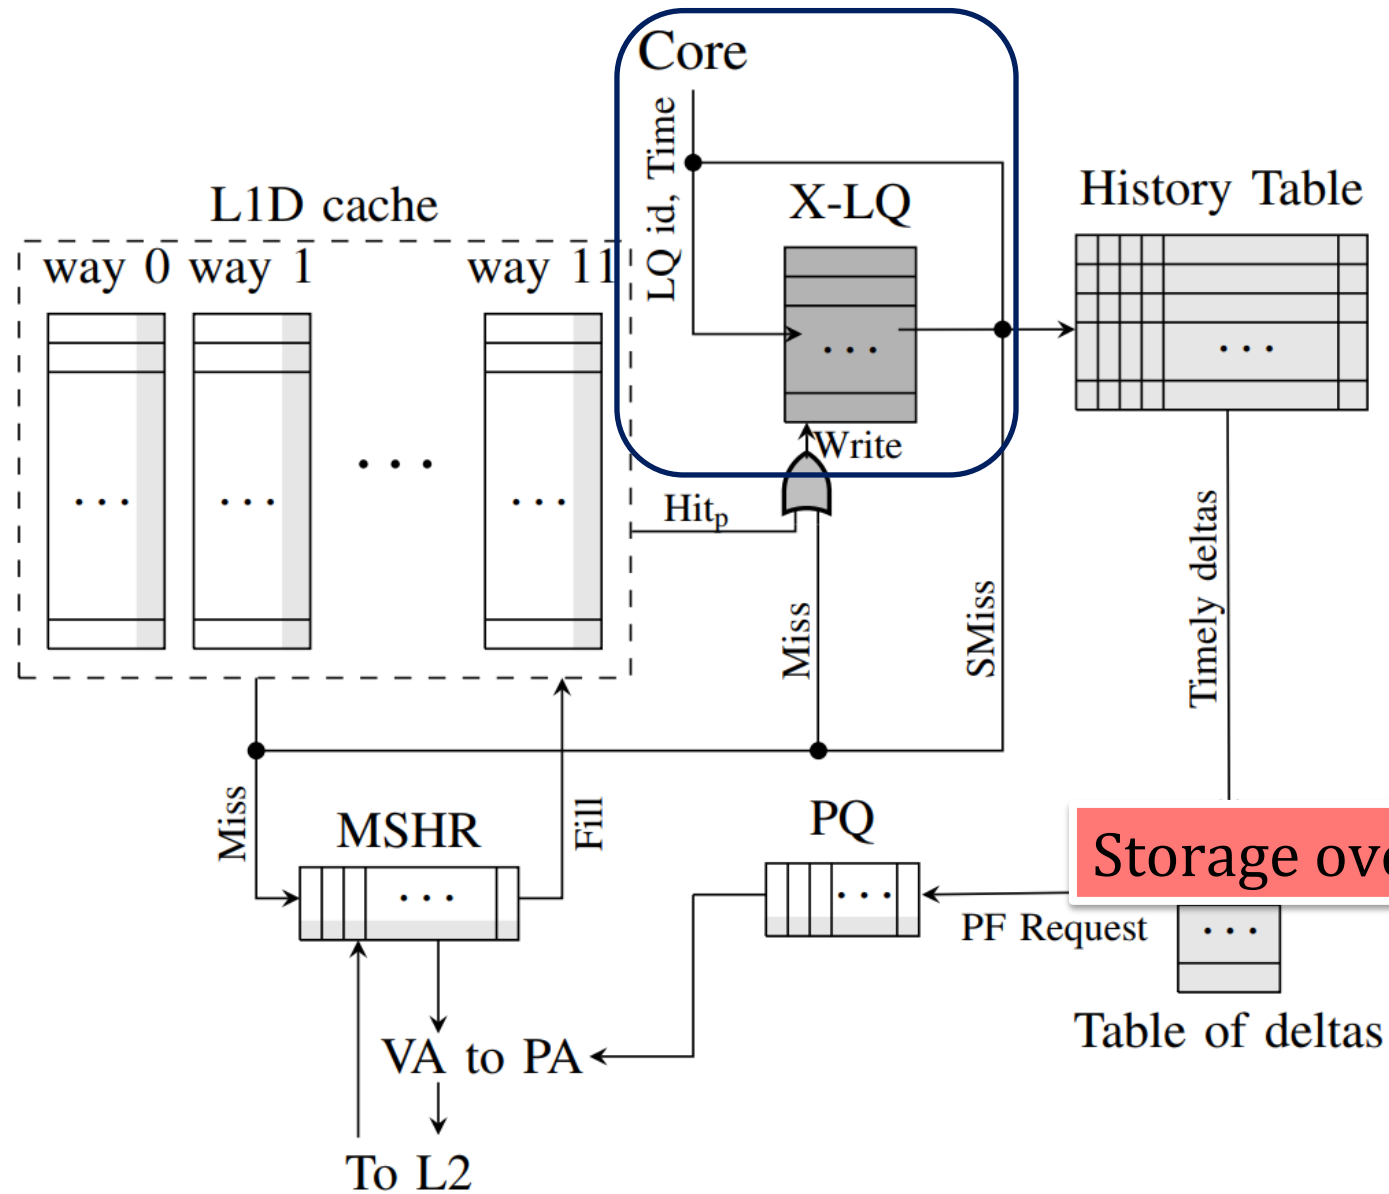 Core
LQ id, Time
X-LQ
History Table
L1D cache
way 0 way 1 way 11
. . .
. . .
Write
. . .
. . . . . . . . .
Hitp
Miss
SMiss
Timely deltas
Miss
MSHR
Fill
PQ
Storage
. . .
. . .
PF Request
. . .
Table of deltas
VA to PA
To L2